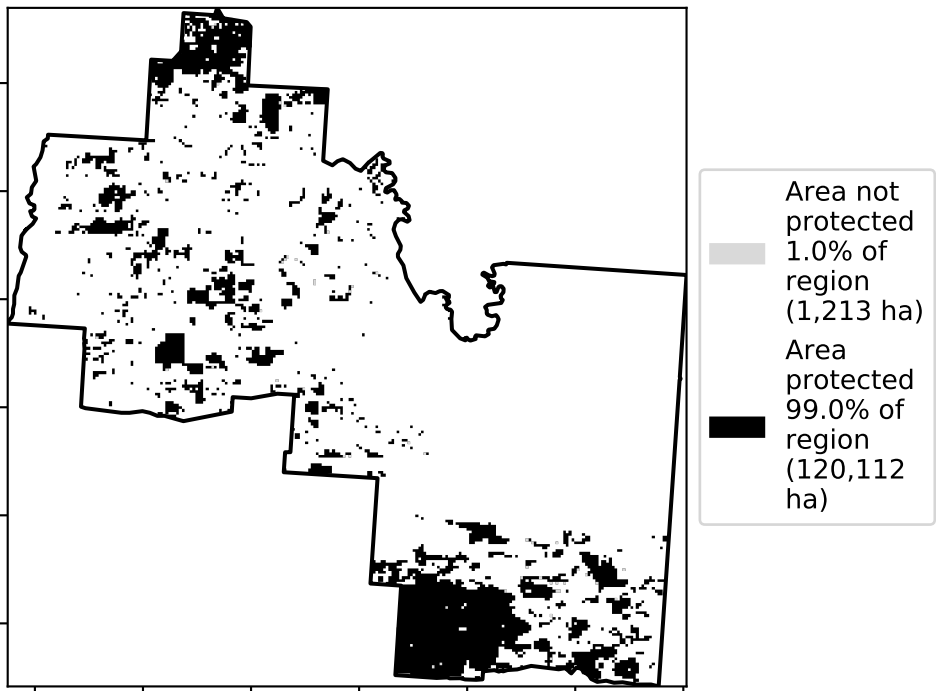 Area not
protected
1.0% of
region
(1,213 ha)
Area
protected
99.0% of
region
(120,112
ha)